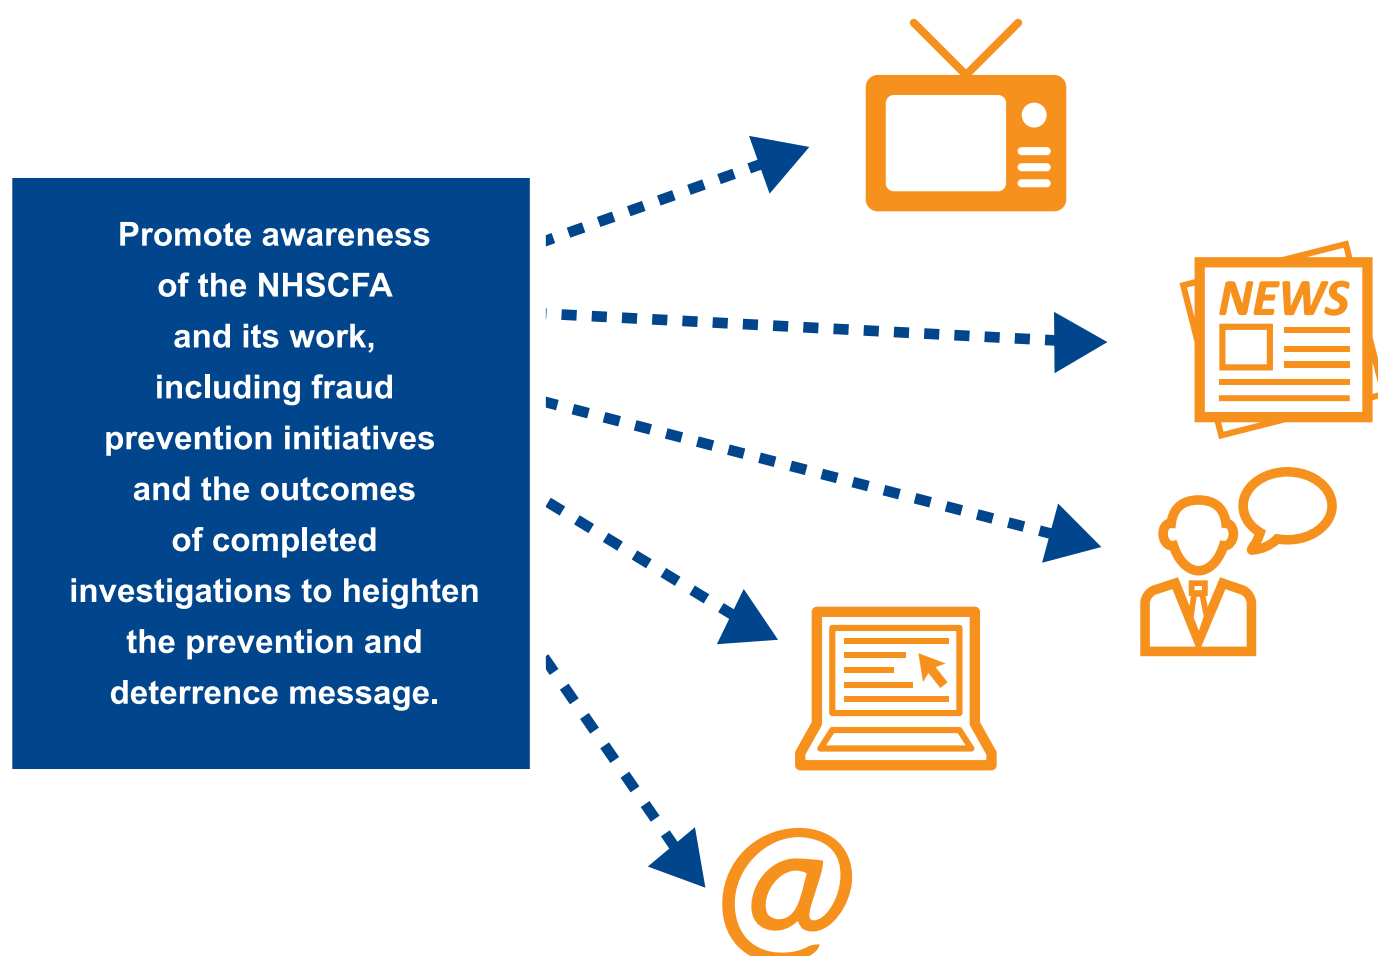 Promote awareness
of the NHSCFA
and its work,
including fraud
prevention initiatives
and the outcomes
of completed
investigations to heighten
the prevention and
deterrence message.
NEWS
@